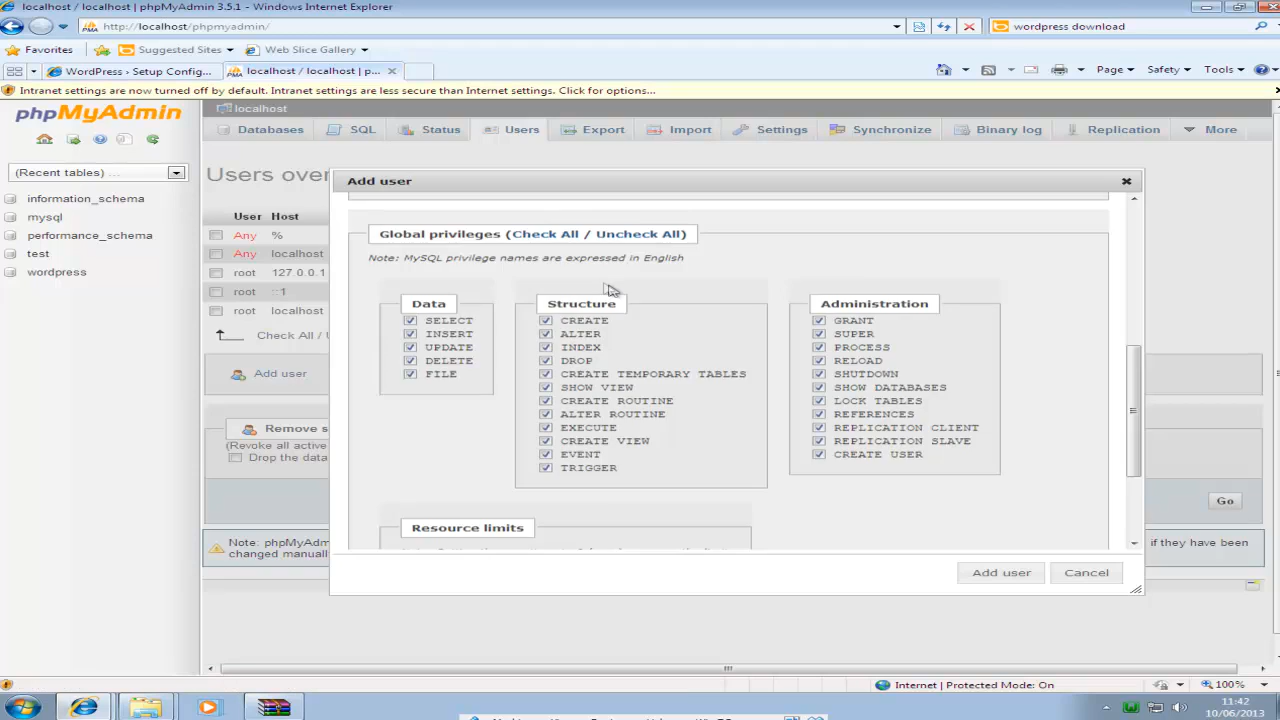 localhost / localhost | phpMyAdmin 3.5.1 - Windows Internet Explorer
http://localhost/phpmyadmin/
wordpress download
Favorites
Suggested Sites
Web Slice Gallery
WordPress › Setup Config...
localhost / localhost | p...
Page
Safety
Tools
Intranet settings are now turned off by default. Intranet settings are less secure than Internet settings. Click for options...
phpMyAdmin
localhost
Databases
SQL
Status
Users
Export
Import
Settings
Synchronize
Binary log
Replication
More
(Recent tables) ...
information_schema
mysql
performance_schema
test
wordpress
Users over
User Host
Any %
Any localhost
root 127.0.0.1
root ::1
root localhost
Check All / U
Add user
Remove s
(Revoke all active
Drop the data
Go
Note: phpMyAdm
changed manuall
if they have been
Add user
Global privileges (Check All / Uncheck All)
Note: MySQL privilege names are expressed in English
Data
SELECT
INSERT
UPDATE
DELETE
FILE
Structure
CREATE
ALTER
INDEX
DROP
CREATE TEMPORARY TABLES
SHOW VIEW
CREATE ROUTINE
ALTER ROUTINE
EXECUTE
CREATE VIEW
EVENT
TRIGGER
Administration
GRANT
SUPER
PROCESS
RELOAD
SHUTDOWN
SHOW DATABASES
LOCK TABLES
REFERENCES
REPLICATION CLIENT
REPLICATION SLAVE
CREATE USER
Resource limits
Add user
Cancel
Internet | Protected Mode: On
100%
11:42
10/06/2013